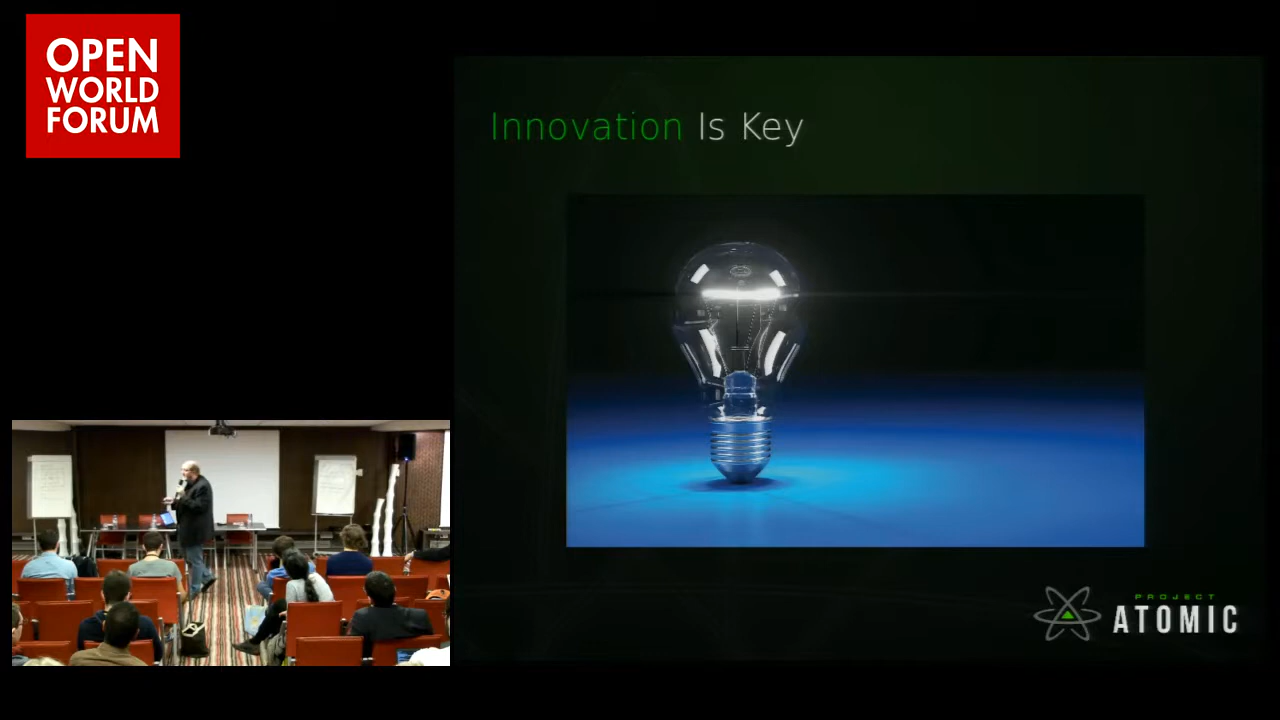 OPEN
WORLD
FORUM
Innovation Is Key
PROJECT
ATOMIC